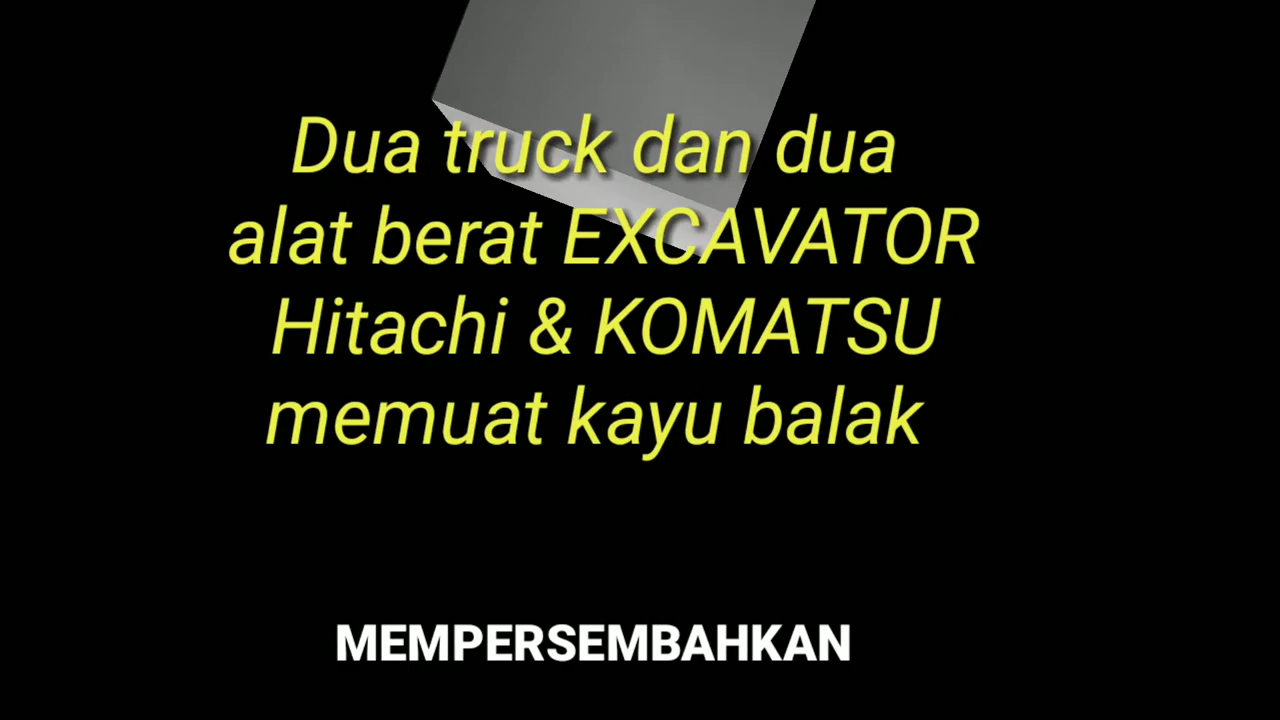 Dua truck dan dua
alat berat EXCAVATOR
Hitachi & KOMATSU
memuat kayu balak
MEMPERSEMBAHKAN